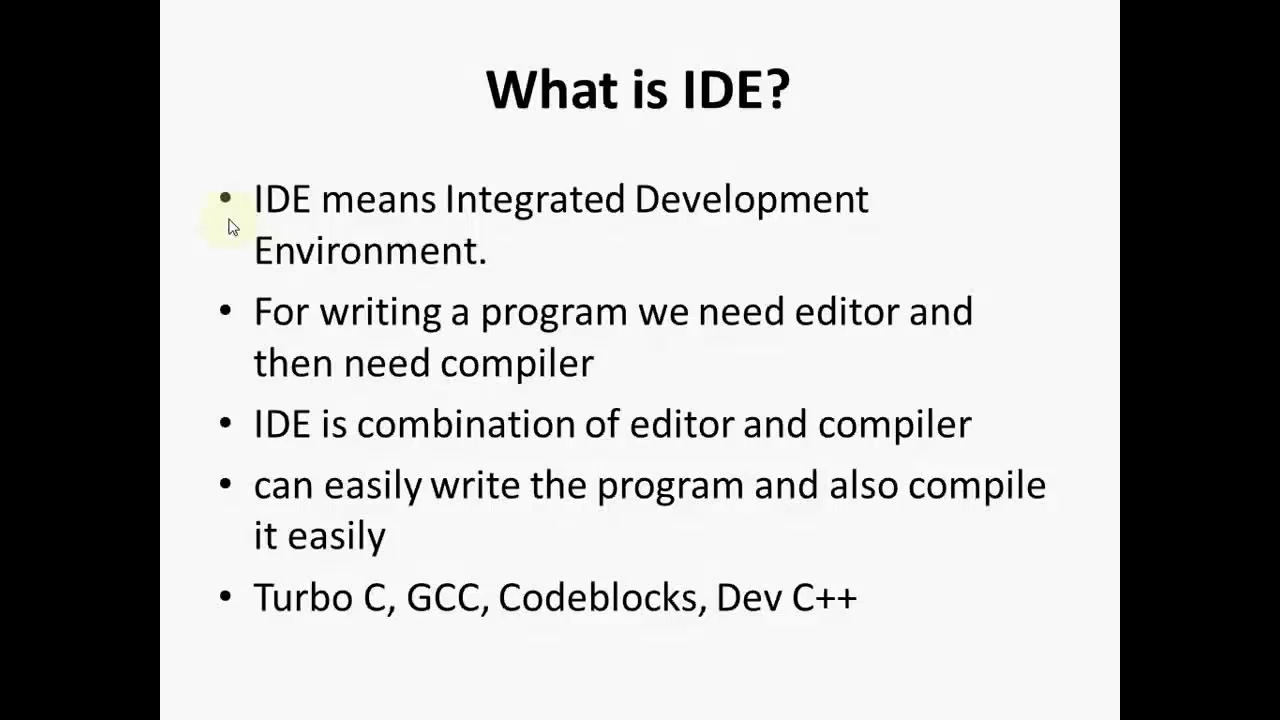 What is IDE?
• IDE means Integrated Development
Environment.
• For writing a program we need editor and
then need compiler
• IDE is combination of editor and compiler
• can easily write the program and also compile
it easily
• Turbo C, GCC, Codeblocks, Dev C++